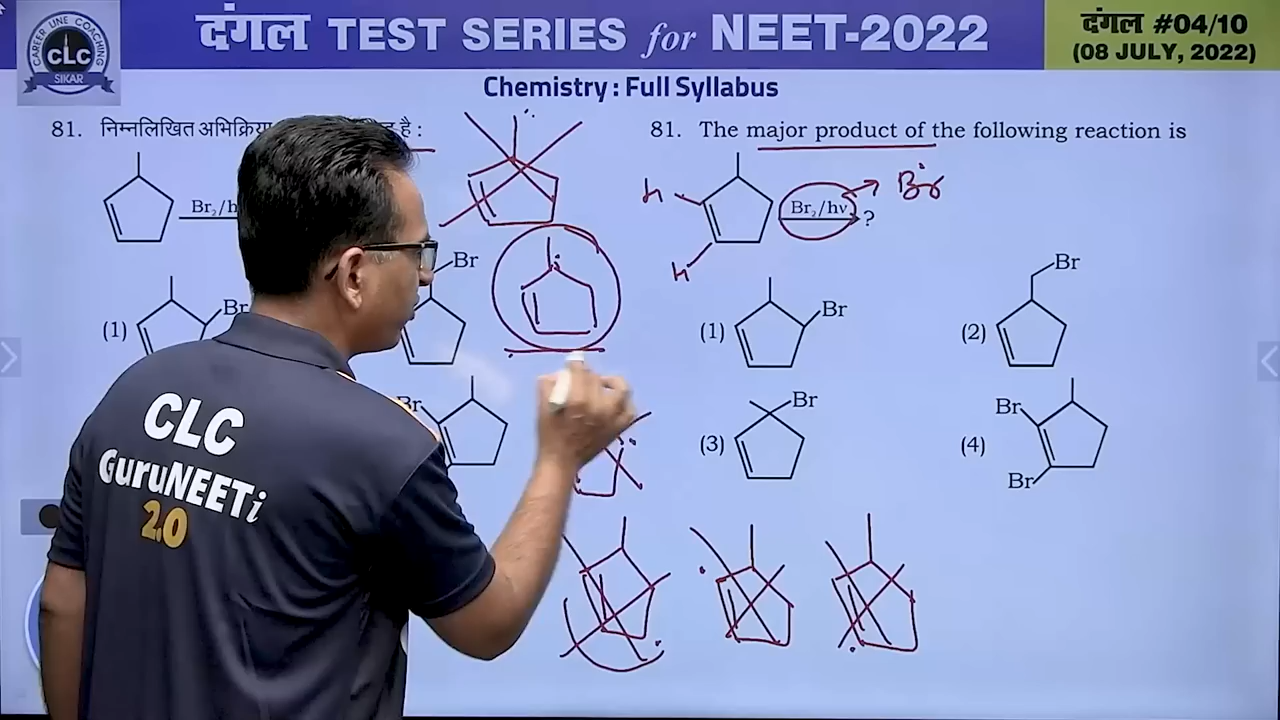 दंगल TEST SERIES for NEET-2022
दंगल #04/10
(08 JULY, 2022)
CAREER LINE COACHING
CLC
SIKAR
Chemistry : Full Syllabus
81. निम्नलिखित अभिक्रिया है :
Br₂/h
(1)
Br
Br
Br
81. The major product of the following reaction is
H
H
Br₂/hν
?
Br
(1)
Br
(2)
Br
(3)
Br
(4)
Br
Br
CLC
GuruNEETi
2.0